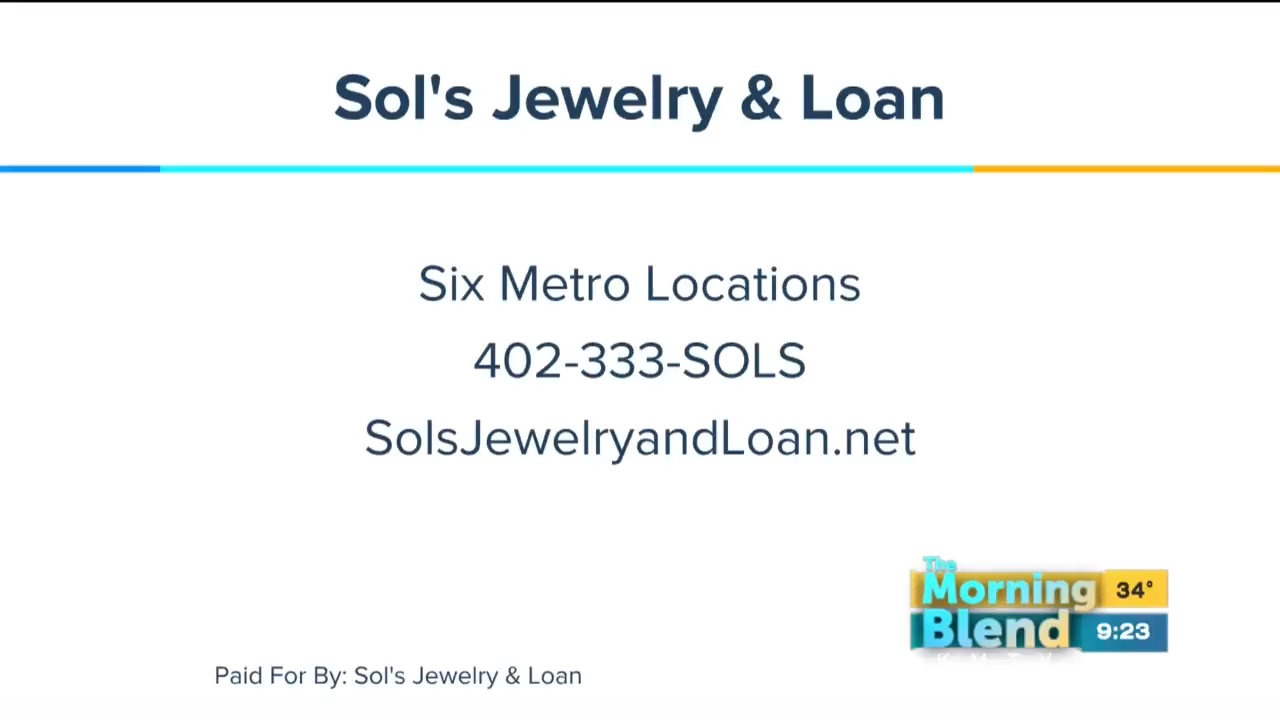 Sol's Jewelry & Loan
Six Metro Locations
402-333-SOLS
SolsJewelryandLoan.net
The
Morning
34°
Blend
9:23
Paid For By: Sol's Jewelry & Loan